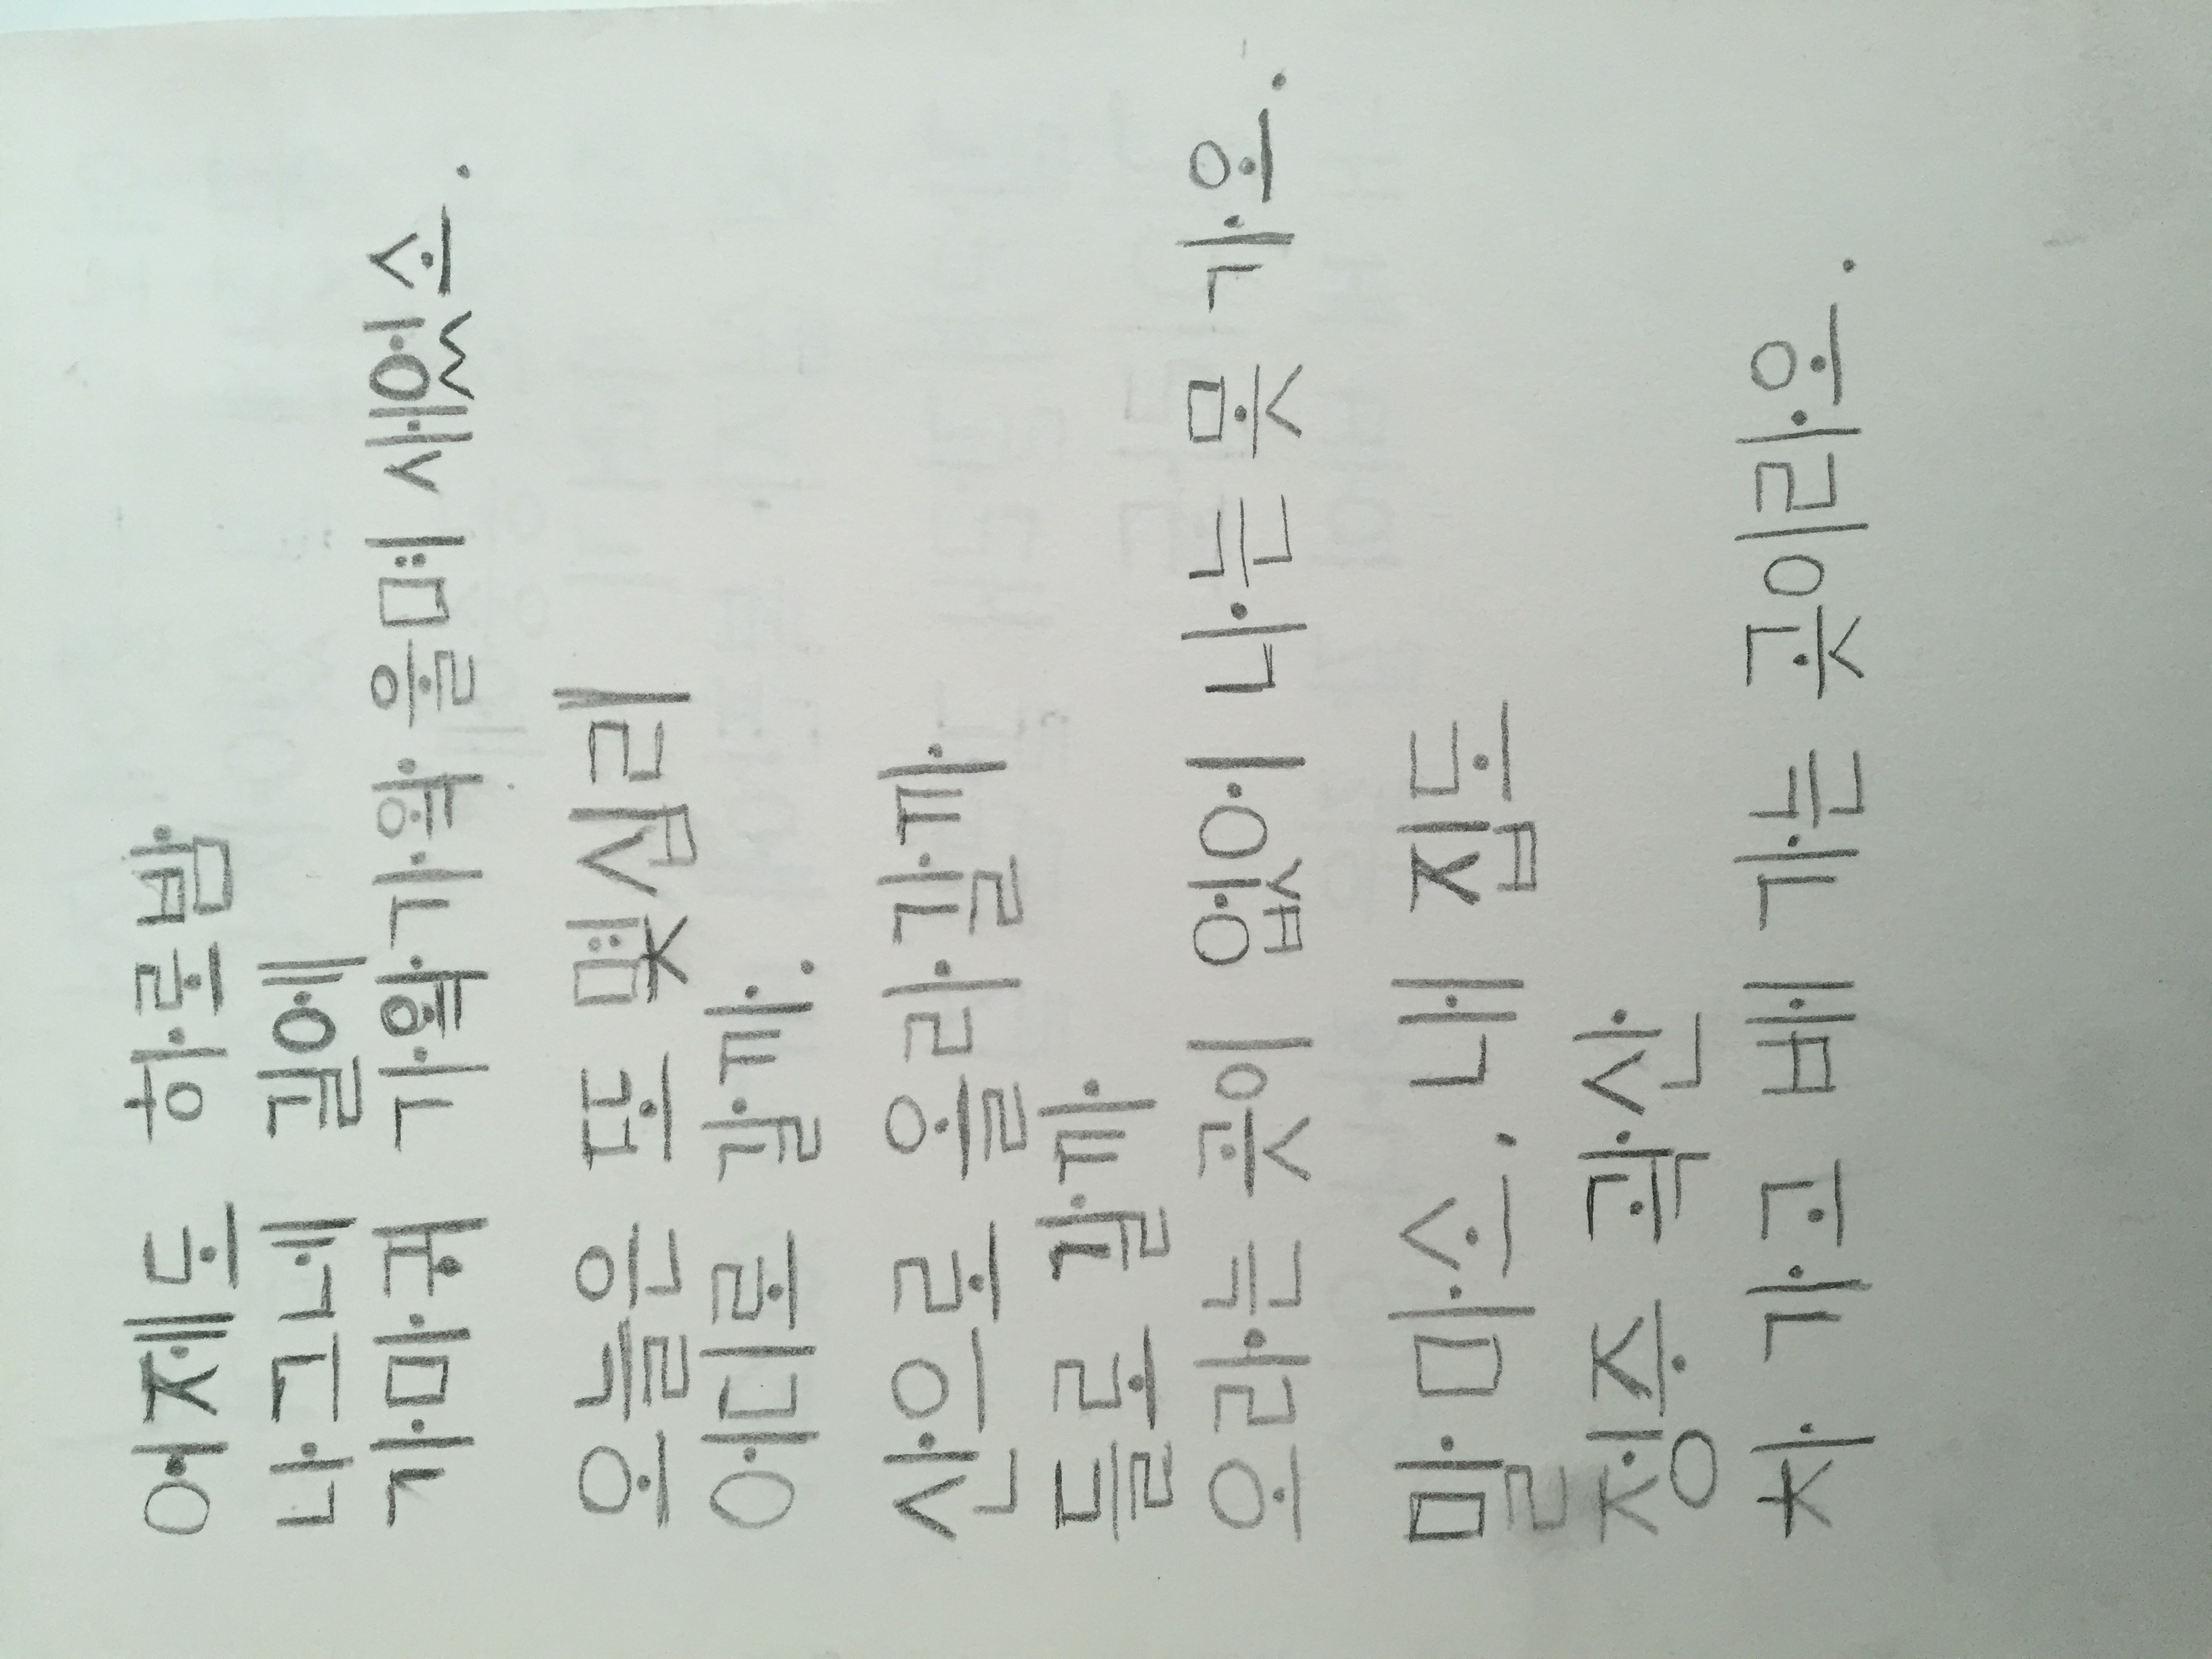 어제도 하로밤
나그네 길에
가마귀 가왁가왁 울며 새었소.
오늘은 또 몇십리
어디로 갈까.
산으로 올라갈까
들로 갈까
오라는 곳이 없어 나는 못 가오.
말 마소. 내 집도
정주 곽산
차 가고 배 가는 곳이라오.